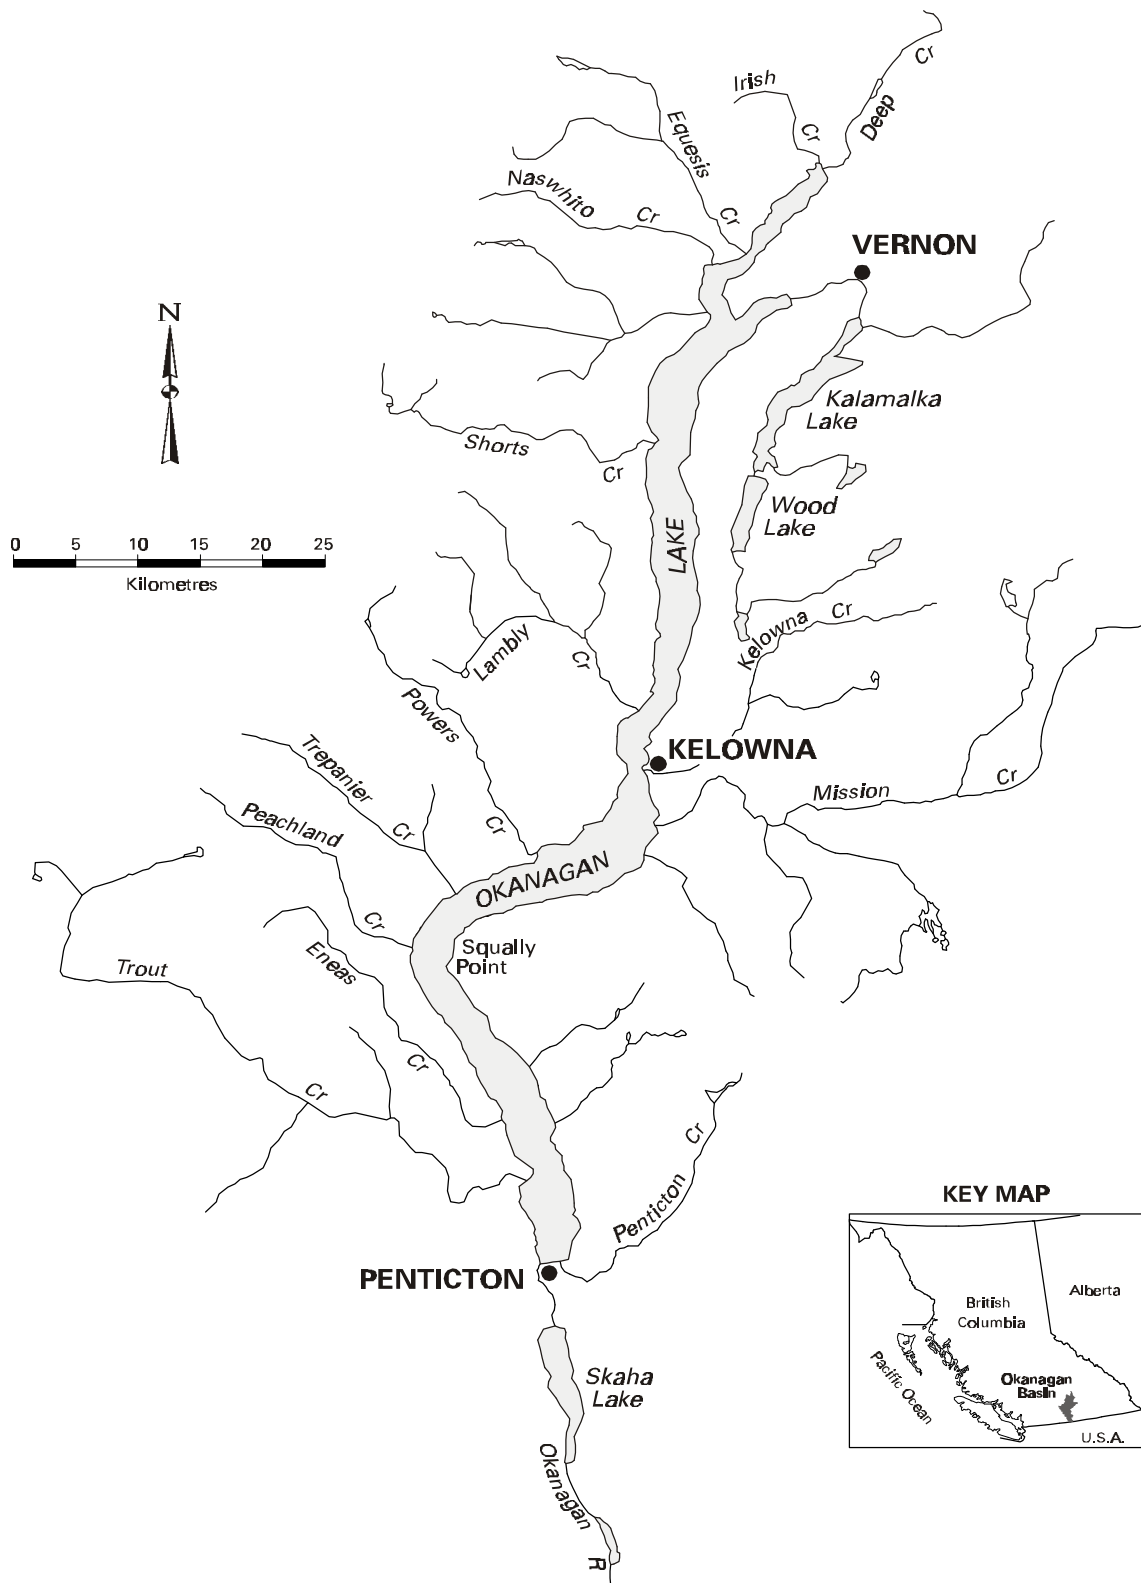 Irish
Cr
Deep
Cr
Equesis
Cr
Naswhito
Cr
VERNON
N
Kalamalka
Lake
Shorts
Cr
Wood
Lake
LAKE
0 5 10 15 20 25
Kilometres
Kelowna
Cr
Lambly
Cr
Powers
Cr
KELOWNA
Trepanier
Cr
Mission
Cr
Peachland
Cr
OKANAGAN
Squally
Point
Eneas
Cr
Trout
Cr
Penticton
Cr
PENTICTON
Skaha
Lake
Okanagan
R
KEY MAP
British
Columbia
Alberta
Pacific Ocean
Okanagan
Basin
U.S.A.